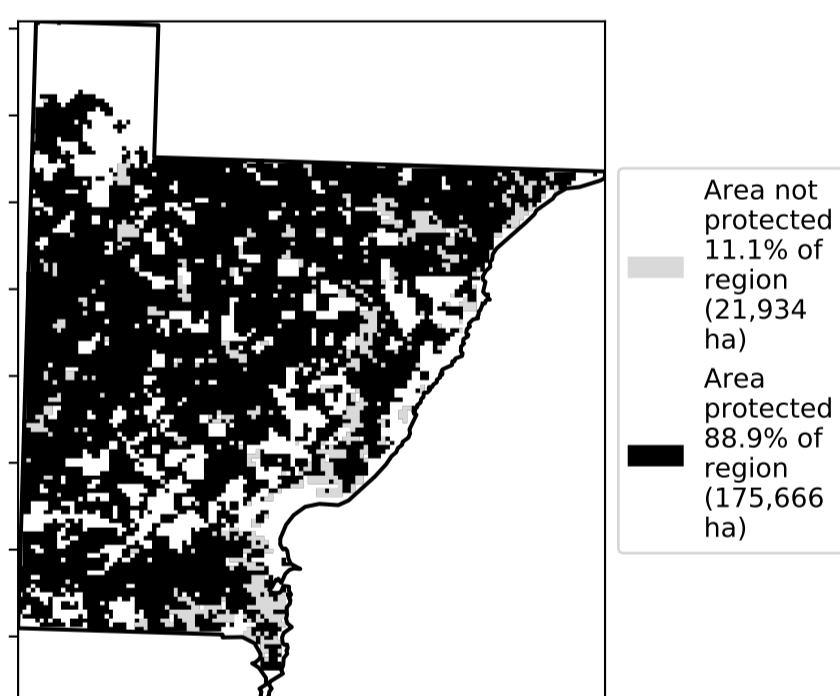 Area not
protected
11.1% of
region
(21,934
ha)
Area
protected
88.9% of
region
(175,666
ha)